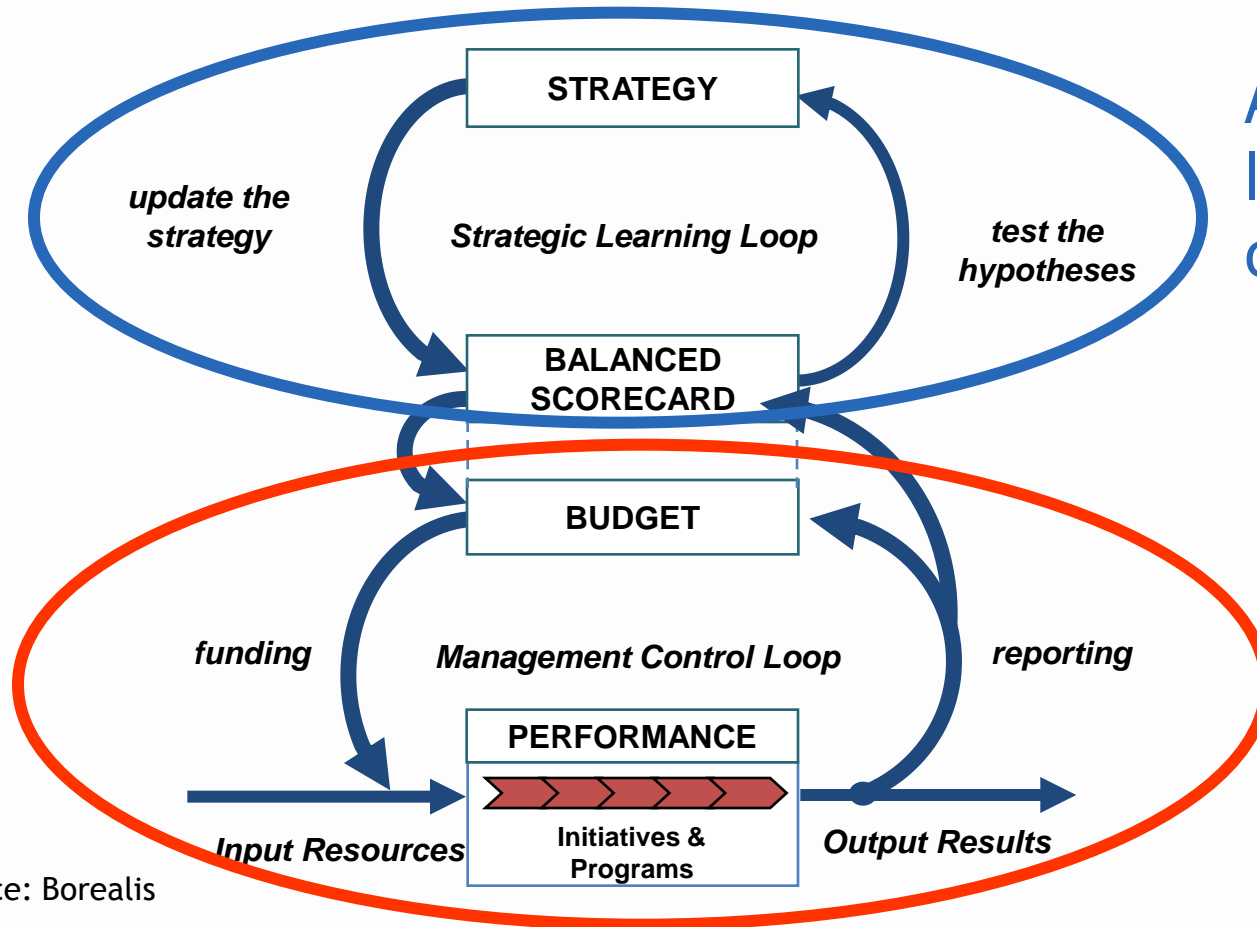 STRATEGY
update the
strategy
Strategic Learning Loop
test the
hypotheses
BALANCED
SCORECARD
BUDGET
funding
Management Control Loop
reporting
PERFORMANCE
Input Resources
Initiatives &
Programs
Output Results
: Borealis